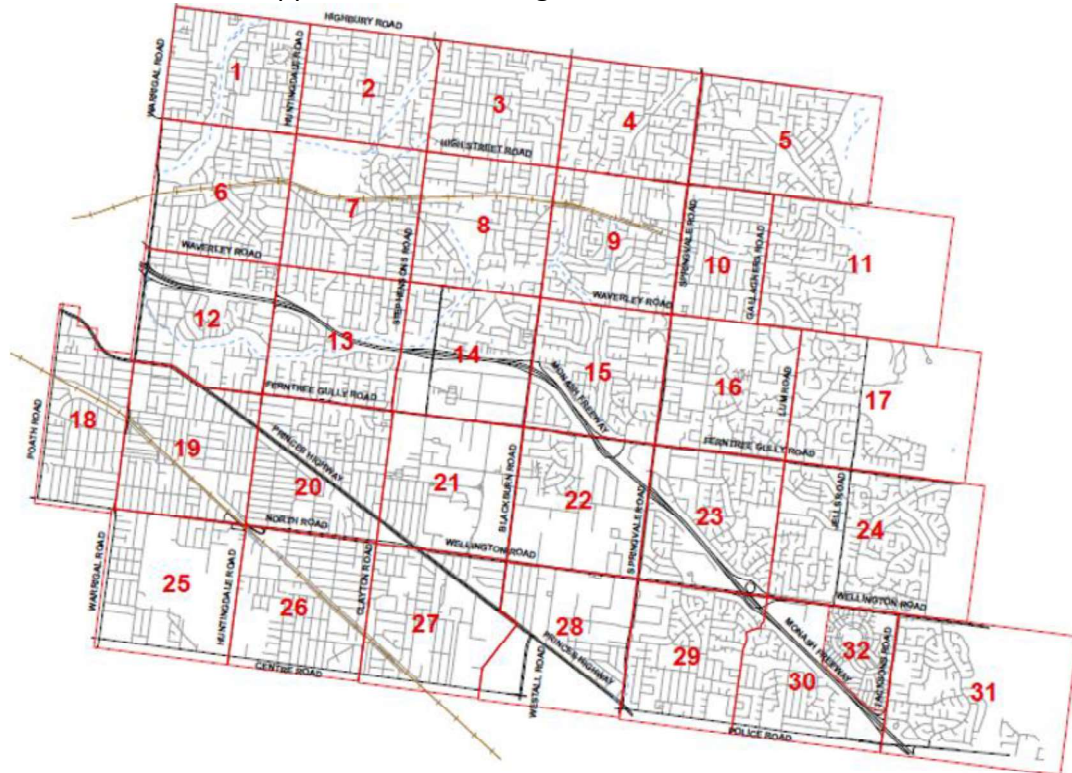 HIGHBURY ROAD
WARRIGAL ROAD
1
HUNTINGDALE ROAD
2
3
4
5
HIGH STREET ROAD
6
7
8
9
SPRINGVALE ROAD
10
GALLAGHERS ROAD
11
WAVERLEY ROAD
STEPHENSONS ROAD
WAVERLEY ROAD
12
13
14
15
MONASH FREEWAY
16
LUM ROAD
17
FERNTREE GULLY ROAD
FERNTREE GULLY ROAD
POATH ROAD
18
19
PRINCES HIGHWAY
20
21
BLACKBURN ROAD
22
SPRINGVALE ROAD
23
JELLS ROAD
24
NORTH ROAD
WELLINGTON ROAD
WELLINGTON ROAD
WARRIGAL ROAD
25
HUNTINGDALE ROAD
26
CLAYTON ROAD
27
28
PRINCES HIGHWAY
WESTALL ROAD
29
MONASH FREEWAY
30
32
JACKSONS ROAD
31
CENTRE ROAD
POLICE ROAD